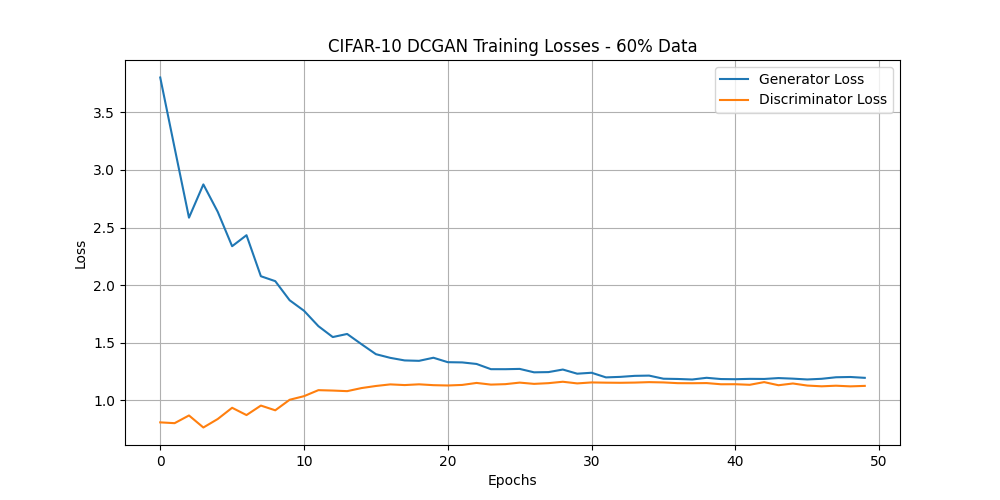 CIFAR-10 DCGAN Training Losses - 60% Data
Generator Loss
Discriminator Loss
3.5
3.0
2.5
2.0
1.5
1.0
Loss
0 10 20 30 40 50
Epochs